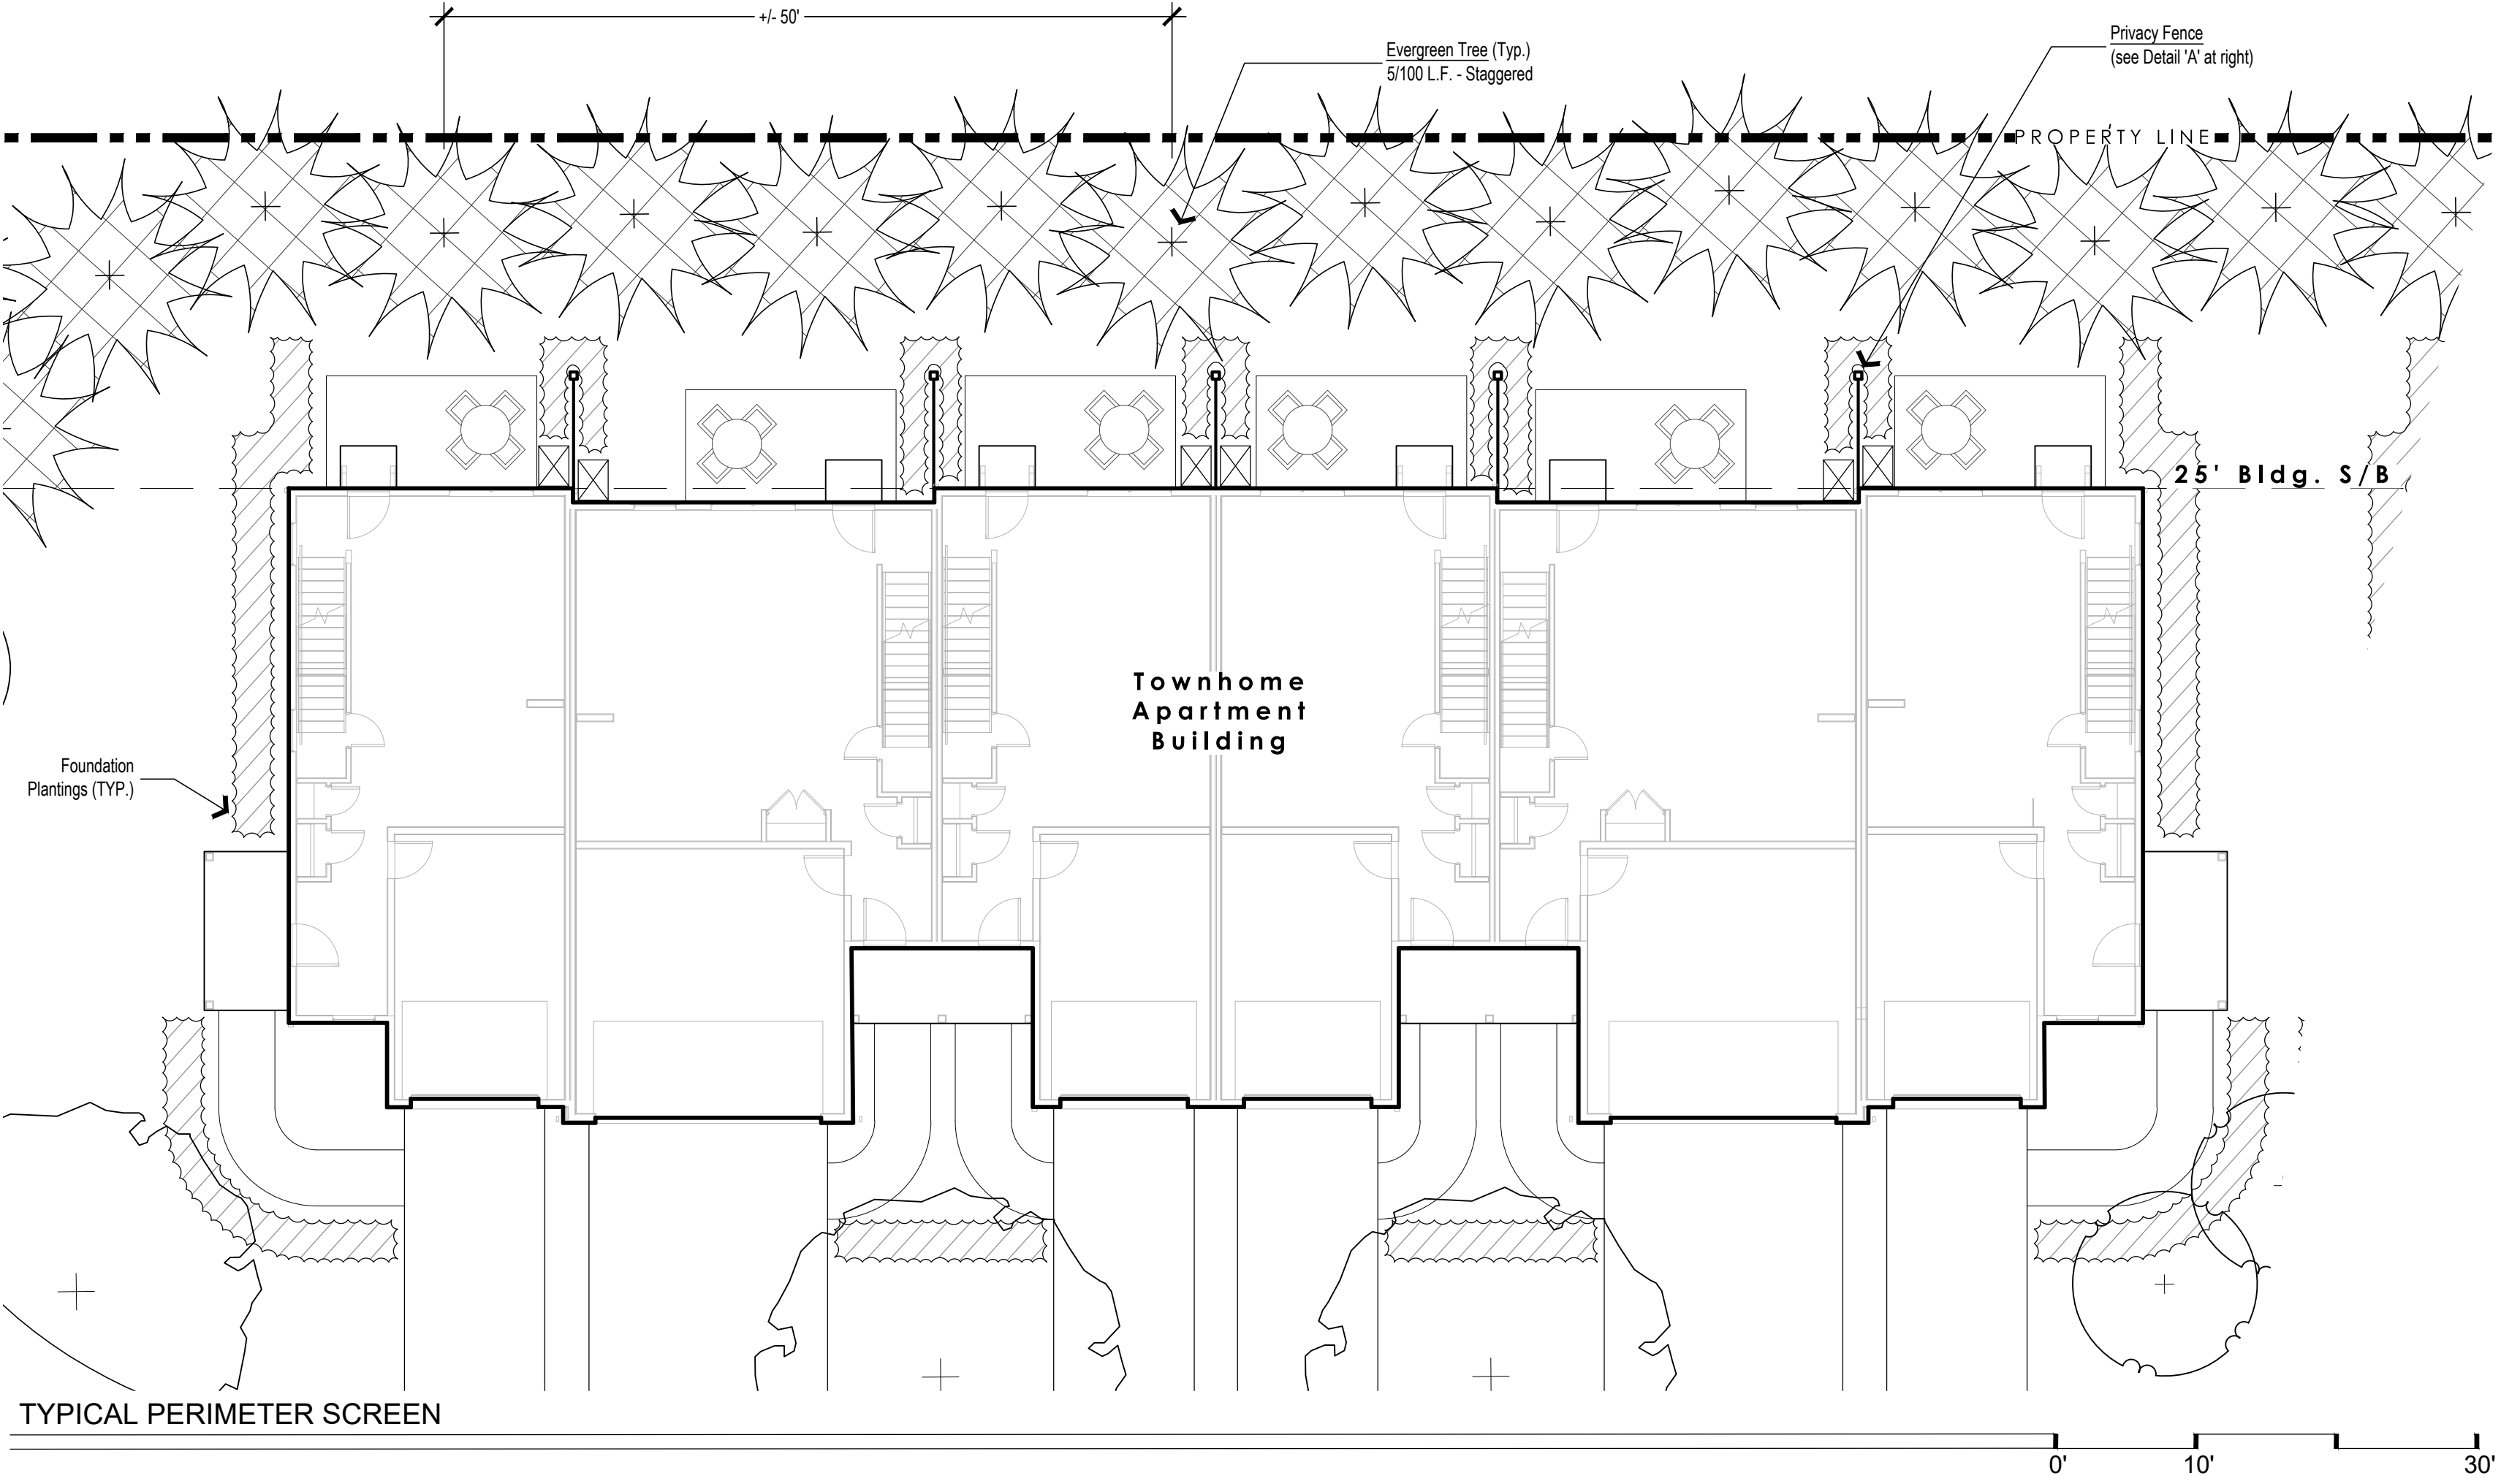 +/- 50'
Evergreen Tree (Typ.)
5/100 L.F. - Staggered
Privacy Fence
(see Detail 'A' at right)
PROPERTY LINE
25' Bldg. S/B
Townhome
Apartment
Building
Foundation
Plantings (TYP.)
TYPICAL PERIMETER SCREEN
0'
10'
30'